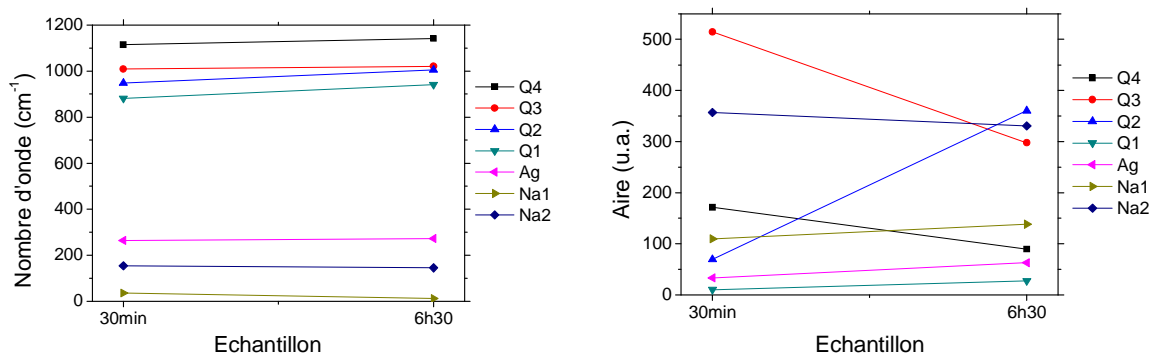 1200
1000
800
600
400
200
0
Nombre d'onde (cm-1)
30min
6h30
Echantillon
Q4
Q3
Q2
Q1
Ag
Na1
Na2
500
400
300
200
100
0
Aire (u.a.)
30min
6h30
Echantillon
Q4
Q3
Q2
Q1
Ag
Na1
Na2